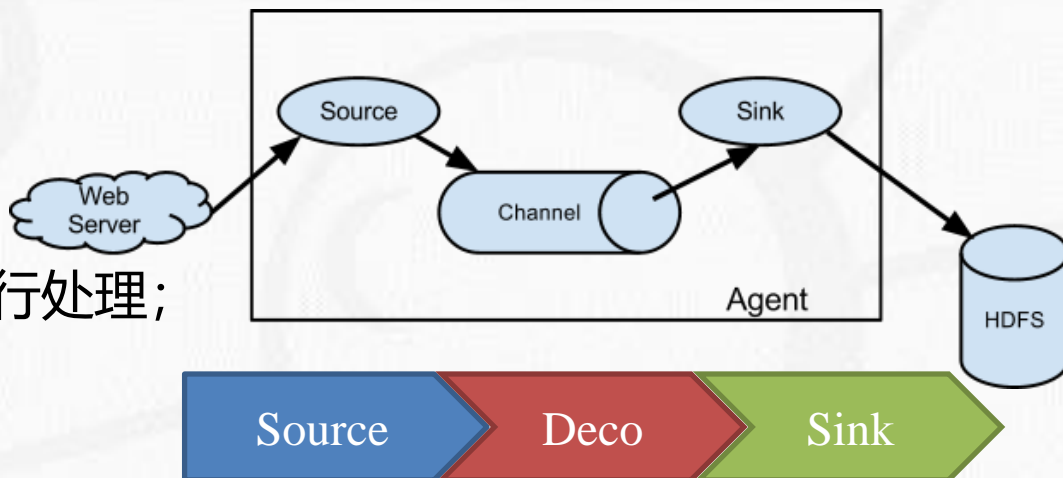 Source
Sink
Web
Server
Channel
行处理；
Agent
HDFS
Source
Deco
Sink